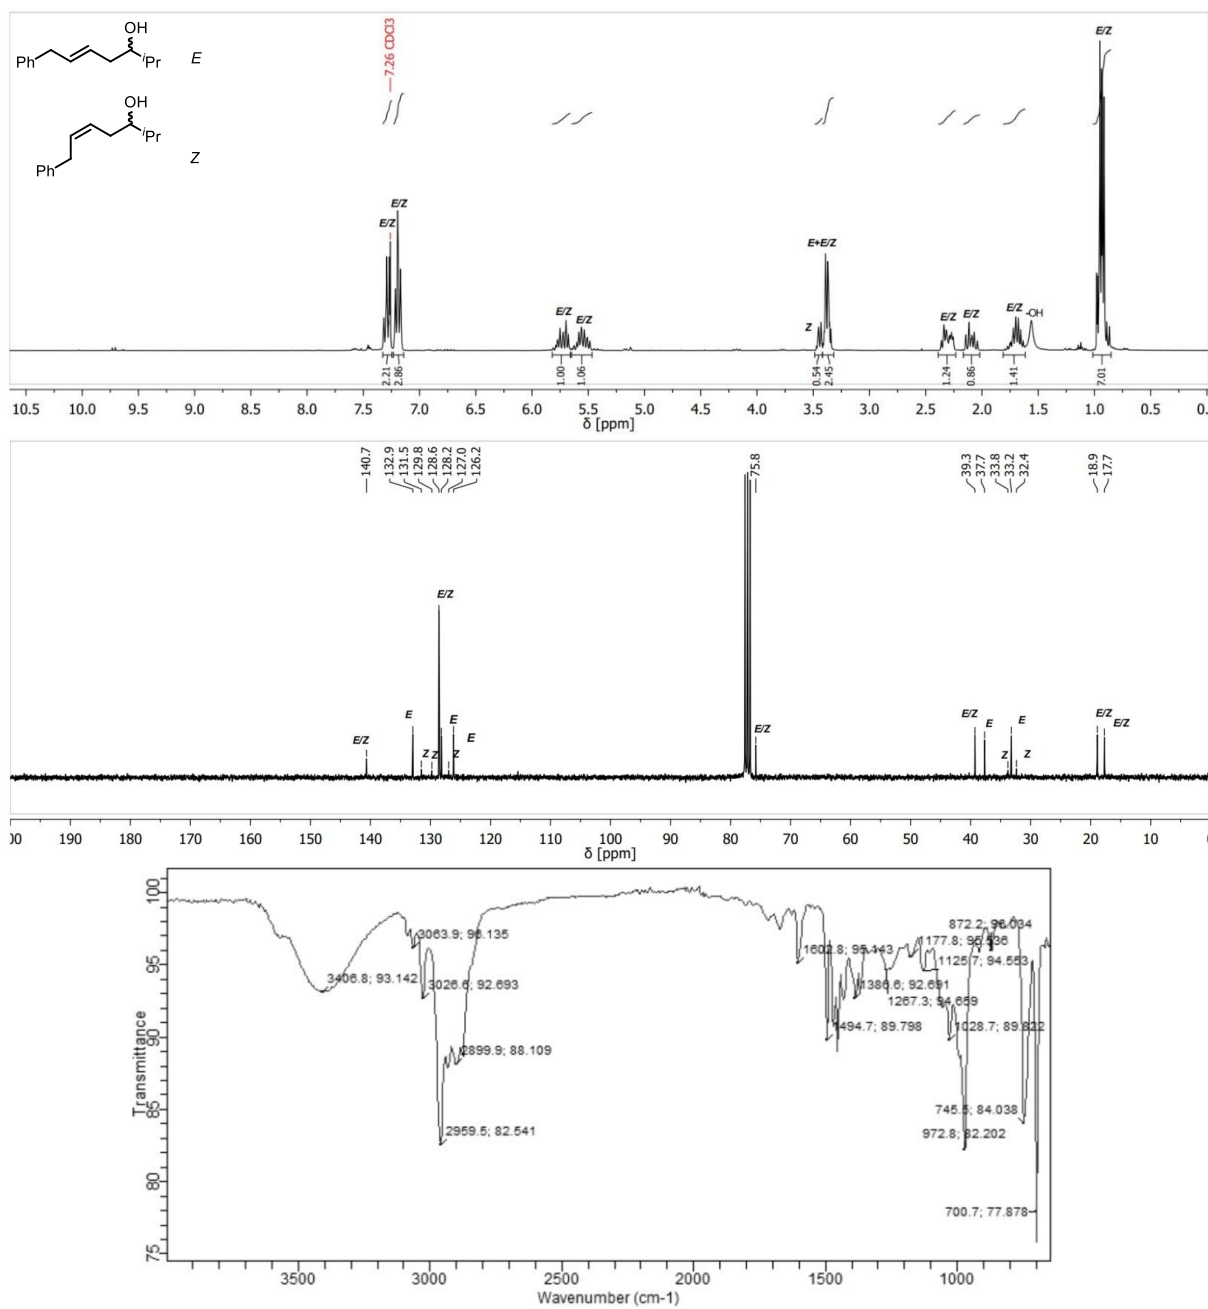 OH
Ph
iPr
E
OH
iPr
Ph
Z
7.26 CDCl3
E/Z
E/Z
E/Z
E/Z
E/Z
Z
E+E/Z
E/Z
E/Z
E/Z
-OH
2.21
2.86
1.00
1.06
0.54
2.45
1.24
0.86
1.41
7.01
10.5 10.0 9.5 9.0 8.5 8.0 7.5 7.0 6.5 6.0 5.5 5.0 4.5 4.0 3.5 3.0 2.5 2.0 1.5 1.0 0.5 0.
δ [ppm]
140.7
132.9
131.5
129.8
128.6
128.2
127.0
126.2
75.8
39.3
37.7
33.8
33.2
32.4
18.9
17.7
E/Z
E/Z
E
Z
Z
E
Z
E
E/Z
E/Z
E
Z
E
Z
E/Z
E/Z
00 190 180 170 160 150 140 130 120 110 100 90 80 70 60 50 40 30 20 10
δ [ppm]
Transmittance
100
95
90
85
80
75
3063.9; 96.135
3406.8; 93.142
3026.6; 92.693
2899.9; 88.109
2959.5; 82.541
872.2; 96.034
1602.8; 95.143
1177.8; 95.536
1125.7; 94.553
1386.6; 92.691
1267.3; 94.659
1494.7; 89.798
1028.7; 89.822
745.5; 84.038
972.8; 82.202
700.7; 77.878
3500 3000 2500 2000 1500 1000
Wavenumber (cm-1)